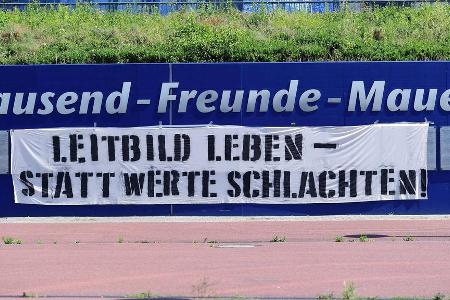 ausend - Freunde - Maue
LEITBILD LEBEN –
STATT WERTE SCHLACHTEN!